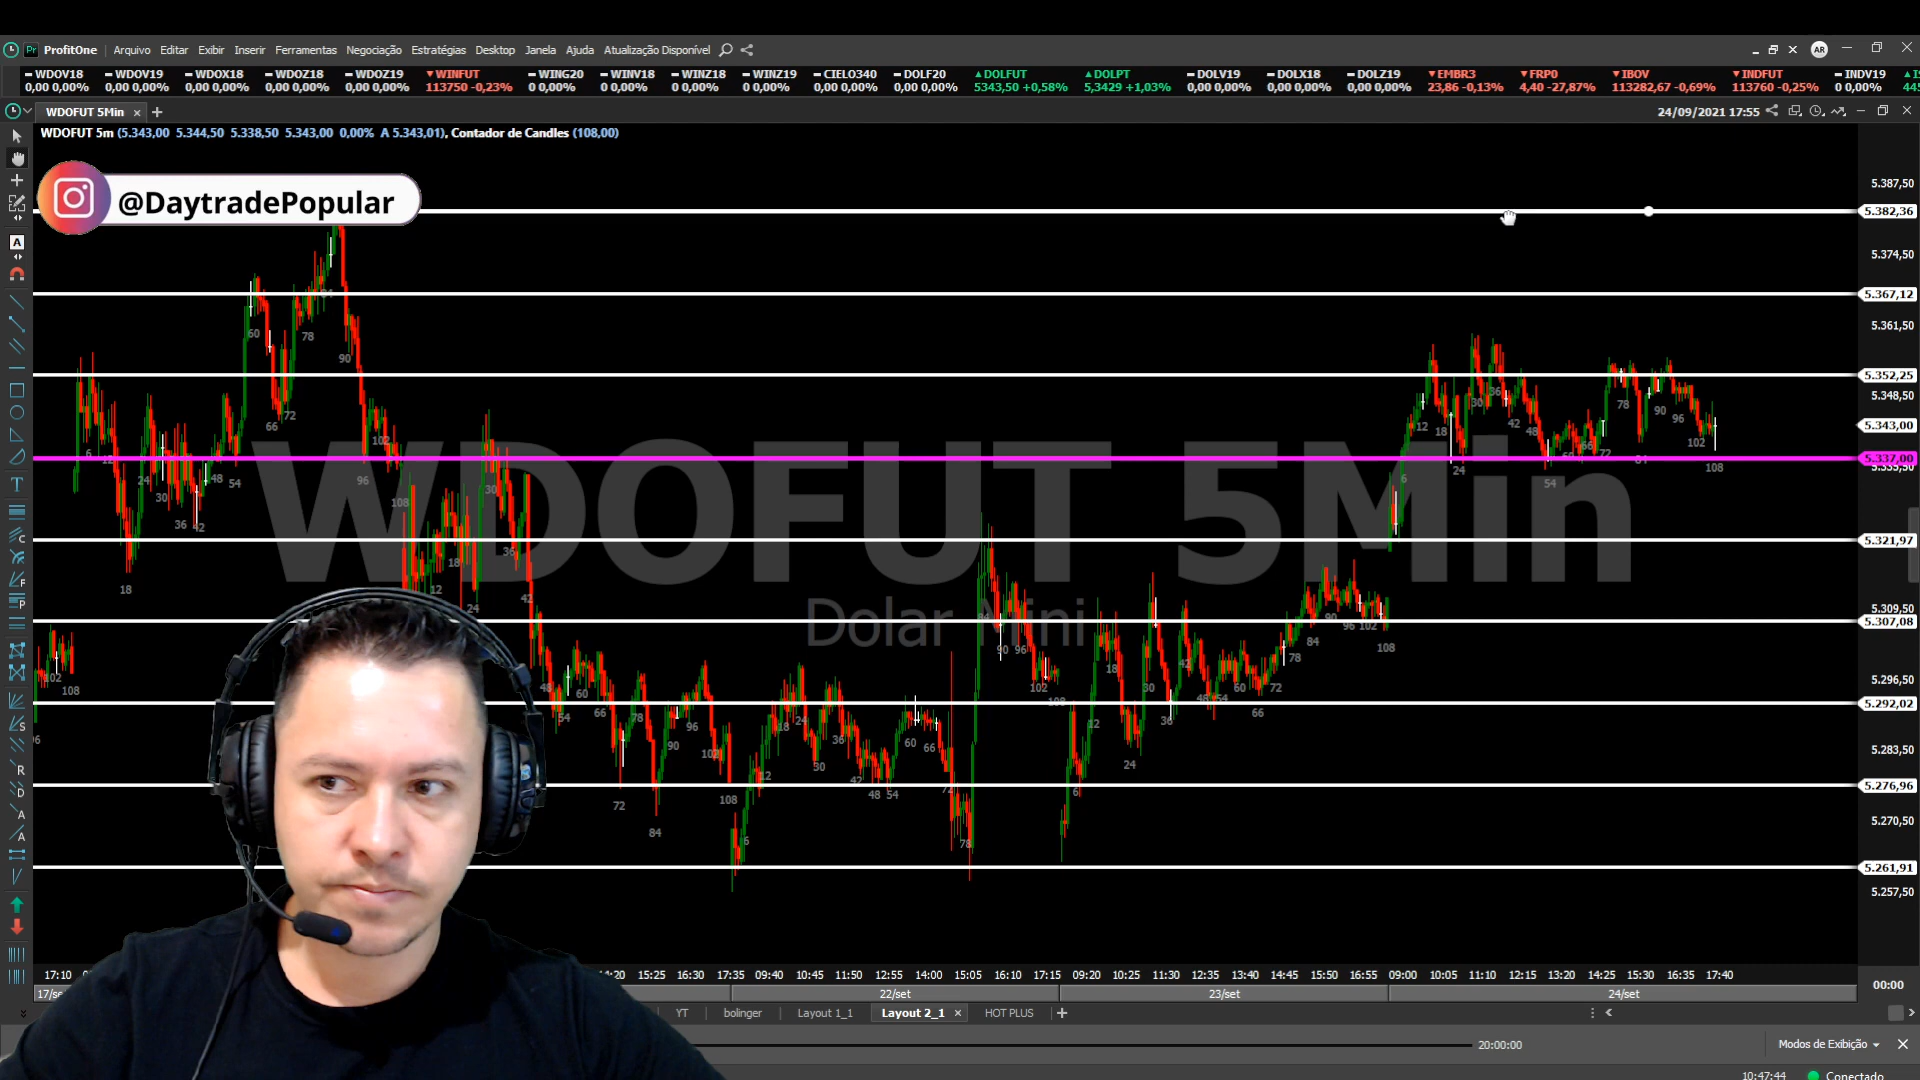 ProfitOne Arquivo Editar Exibir Inserir Ferramentas Negociação Estratégias Desktop Janela Ajuda Atualização Disponível AR
WDOV18 WDOV19 WDOX18 WDOZ18 WDOZ19 WINFUT WING20 WINV18 WINZ18 WINZ19 CIELO340 DOLF20 DOLFUT DOLPT DOLV19 DOLX18 DOLZ19 EMBR3 FRP0 IBOV INDFUT INDV19
0,00 0,00% 0,00 0,00% 0,00 0,00% 0,00 0,00% 0,00 0,00% 113750 -0,23% 0 0,00% 0 0,00% 0 0,00% 0 0,00% 0,00 0,00% 0,00 0,00% 5343,50 +0,58% 5,3429 +1,03% 0,00 0,00% 0,00 0,00% 0,00 0,00% 23,86 -0,13% 4,40 -27,87% 113282,67 -0,69% 113760 -0,25% 0 0,00%
WDOFUT 5Min 24/09/2021 17:55
WDOFUT 5m (5.343,00 5.344,50 5.338,50 5.343,00 0,00% A 5.343,01), Contador de Candles (108,00)
@DaytradePopular
5.387,50
5.382,36
5.374,50
5.367,12
5.361,50
5.352,25
5.348,50
5.343,00
5.337,00
5.321,97
5.309,50
5.307,08
5.296,50
5.292,02
5.283,50
5.276,96
5.270,50
5.261,91
5.257,50
WDOFUT 5Min
Dolar Mini
17:10 15:25 16:30 17:35 09:40 10:45 11:50 12:55 14:00 15:05 16:10 17:15 09:20 10:25 11:30 12:35 13:40 14:45 15:50 16:55 09:00 10:05 11:10 12:15 13:20 14:25 15:30 16:35 17:40 00:00
22/set 23/set 24/set
YT bolinger Layout 1_1 Layout 2_1 HOT PLUS
20:00:00 Modos de Exibição
10:47:44 Conectado